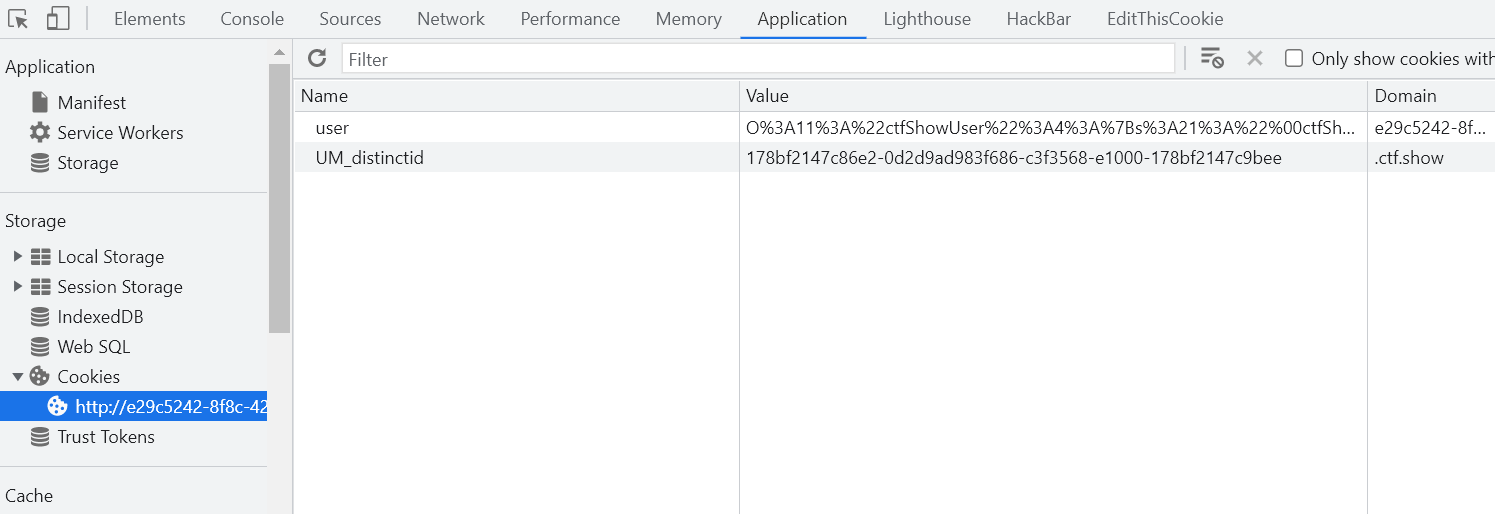 Elements Console Sources Network Performance Memory Application Lighthouse HackBar EditThisCookie
Application
Manifest
Service Workers
Storage
Storage
Local Storage
Session Storage
IndexedDB
Web SQL
Cookies
http://e29c5242-8f8c-42
Trust Tokens
Cache
Filter
Only show cookies with
Name Value Domain
user O%3A11%3A%22ctfShowUser%22%3A4%3A%7Bs%3A21%3A%22%00ctfSh... e29c5242-8f...
UM_distinctid 178bf2147c86e2-0d2d9ad983f686-c3f3568-e1000-178bf2147c9bee .ctf.show